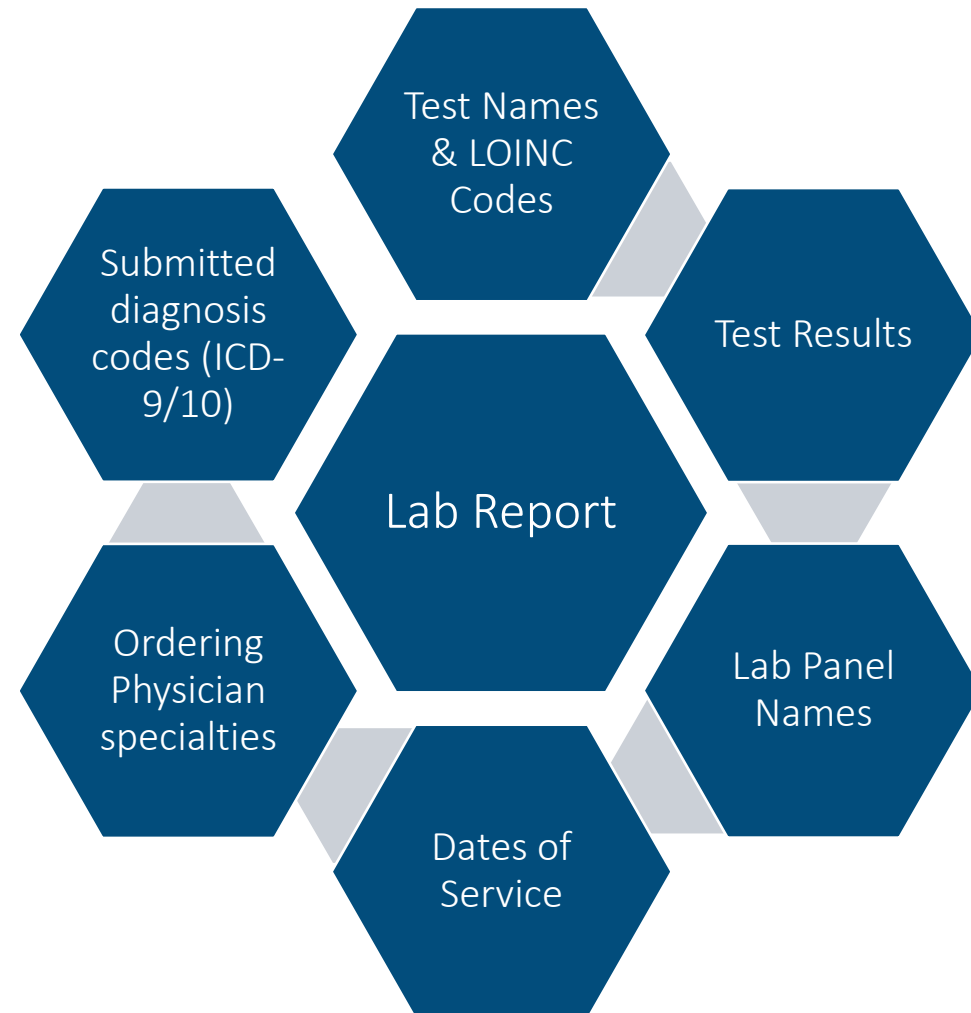 Test Names
& LOINC
Codes
Test Results
Lab Panel
Names
Dates of
Service
Ordering
Physician
specialties
Submitted
diagnosis
codes (ICD-
9/10)
Lab Report